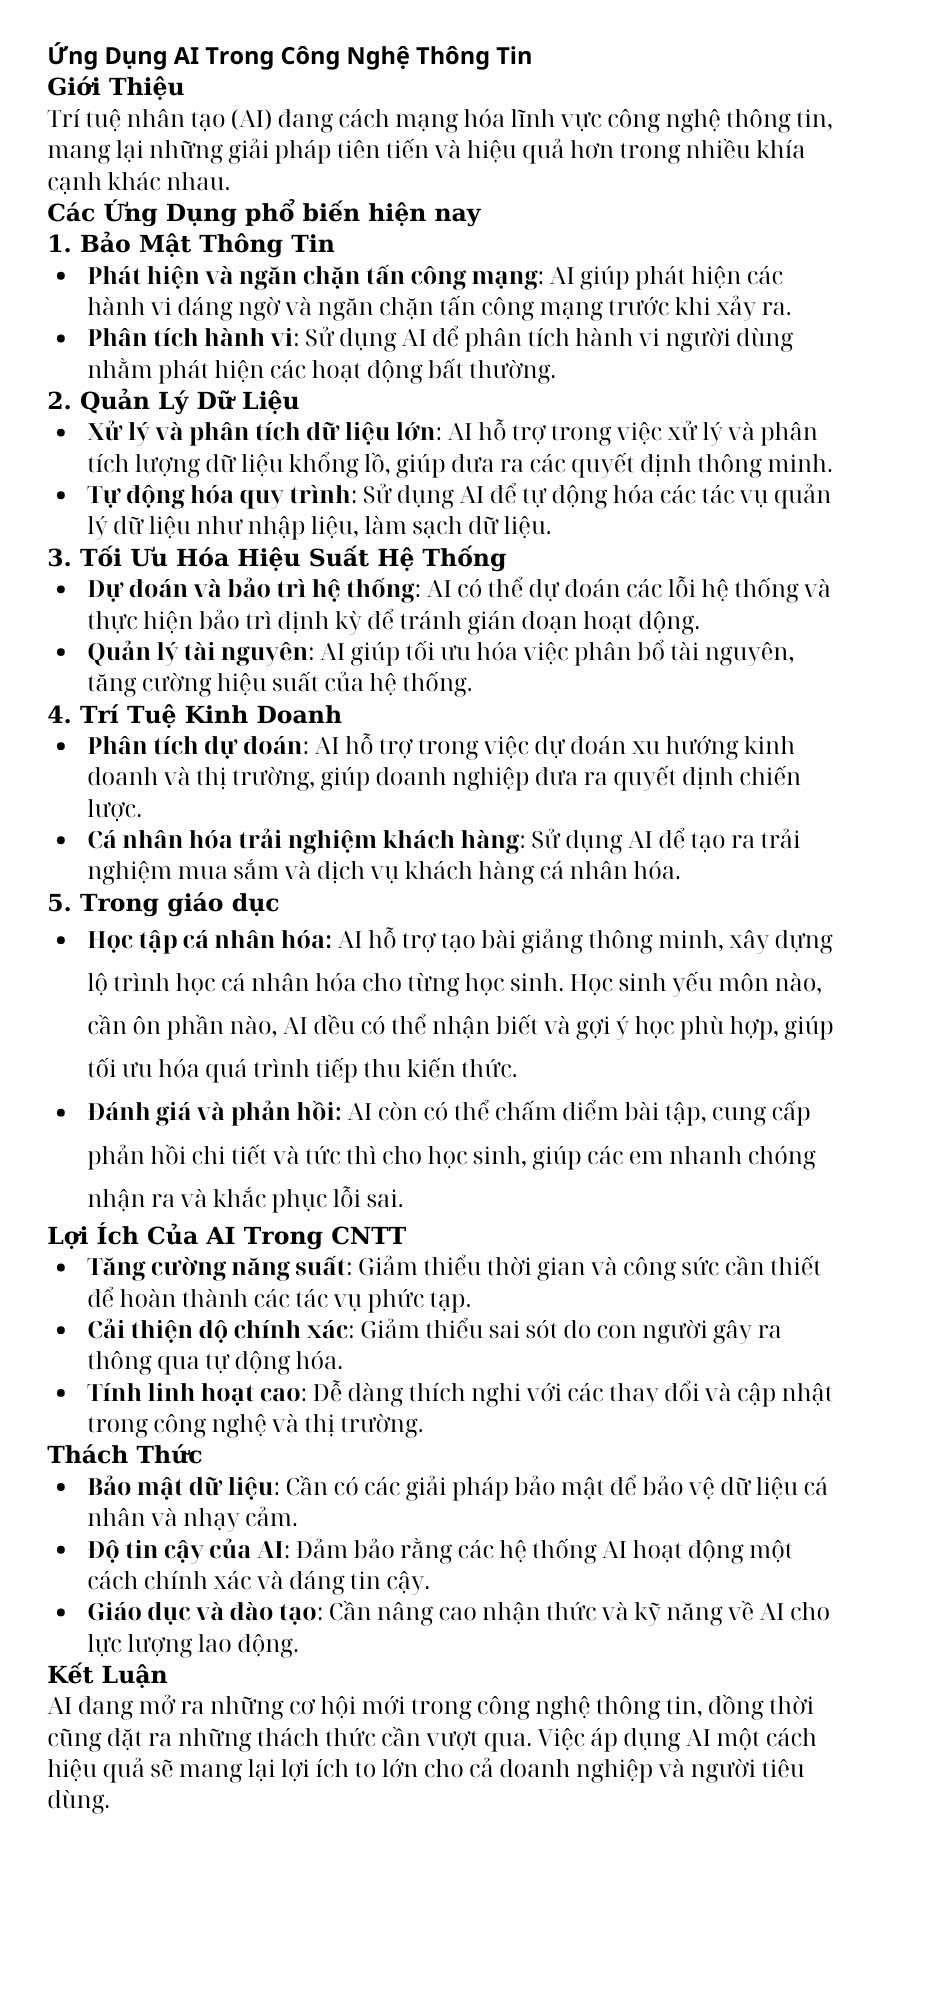 Ứng Dụng AI Trong Công Nghệ Thông Tin
Giới Thiệu
Trí tuệ nhân tạo (AI) đang cách mạng hóa lĩnh vực công nghệ thông tin,
mang lại những giải pháp tiên tiến và hiệu quả hơn trong nhiều khía
cạnh khác nhau.
Các Ứng Dụng phổ biến hiện nay
1. Bảo Mật Thông Tin
• Phát hiện và ngăn chặn tấn công mạng: AI giúp phát hiện các
hành vi đáng ngờ và ngăn chặn tấn công mạng trước khi xảy ra.
• Phân tích hành vi: Sử dụng AI để phân tích hành vi người dùng
nhằm phát hiện các hoạt động bất thường.
2. Quản Lý Dữ Liệu
• Xử lý và phân tích dữ liệu lớn: AI hỗ trợ trong việc xử lý và phân
tích lượng dữ liệu khổng lồ, giúp đưa ra các quyết định thông minh.
• Tự động hóa quy trình: Sử dụng AI để tự động hóa các tác vụ quản
lý dữ liệu như nhập liệu, làm sạch dữ liệu.
3. Tối Ưu Hóa Hiệu Suất Hệ Thống
• Dự đoán và bảo trì hệ thống: AI có thể dự đoán các lỗi hệ thống và
thực hiện bảo trì định kỳ để tránh gián đoạn hoạt động.
• Quản lý tài nguyên: AI giúp tối ưu hóa việc phân bổ tài nguyên,
tăng cường hiệu suất của hệ thống.
4. Trí Tuệ Kinh Doanh
• Phân tích dự đoán: AI hỗ trợ trong việc dự đoán xu hướng kinh
doanh và thị trường, giúp doanh nghiệp đưa ra quyết định chiến
lược.
• Cá nhân hóa trải nghiệm khách hàng: Sử dụng AI để tạo ra trải
nghiệm mua sắm và dịch vụ khách hàng cá nhân hóa.
5. Trong giáo dục
• Học tập cá nhân hóa: AI hỗ trợ tạo bài giảng thông minh, xây dựng
lộ trình học cá nhân hóa cho từng học sinh. Học sinh yếu môn nào,
cần ôn phần nào, AI đều có thể nhận biết và gợi ý học phù hợp, giúp
tối ưu hóa quá trình tiếp thu kiến thức.
• Đánh giá và phản hồi: AI còn có thể chấm điểm bài tập, cung cấp
phản hồi chi tiết và tức thì cho học sinh, giúp các em nhanh chóng
nhận ra và khắc phục lỗi sai.
Lợi Ích Của AI Trong CNTT
• Tăng cường năng suất: Giảm thiểu thời gian và công sức cần thiết
để hoàn thành các tác vụ phức tạp.
• Cải thiện độ chính xác: Giảm thiểu sai sót do con người gây ra
thông qua tự động hóa.
• Tính linh hoạt cao: Dễ dàng thích nghi với các thay đổi và cập nhật
trong công nghệ và thị trường.
Thách Thức
• Bảo mật dữ liệu: Cần có các giải pháp bảo mật để bảo vệ dữ liệu cá
nhân và nhạy cảm.
• Độ tin cậy của AI: Đảm bảo rằng các hệ thống AI hoạt động một
cách chính xác và đáng tin cậy.
• Giáo dục và đào tạo: Cần nâng cao nhận thức và kỹ năng về AI cho
lực lượng lao động.
Kết Luận
AI đang mở ra những cơ hội mới trong công nghệ thông tin, đồng thời
cũng đặt ra những thách thức cần vượt qua. Việc áp dụng AI một cách
hiệu quả sẽ mang lại lợi ích to lớn cho cả doanh nghiệp và người tiêu
dùng.